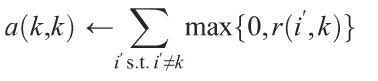 a(k,k) ← ∑ max{0,r(i′,k)}
i′ s.t. i′≠k